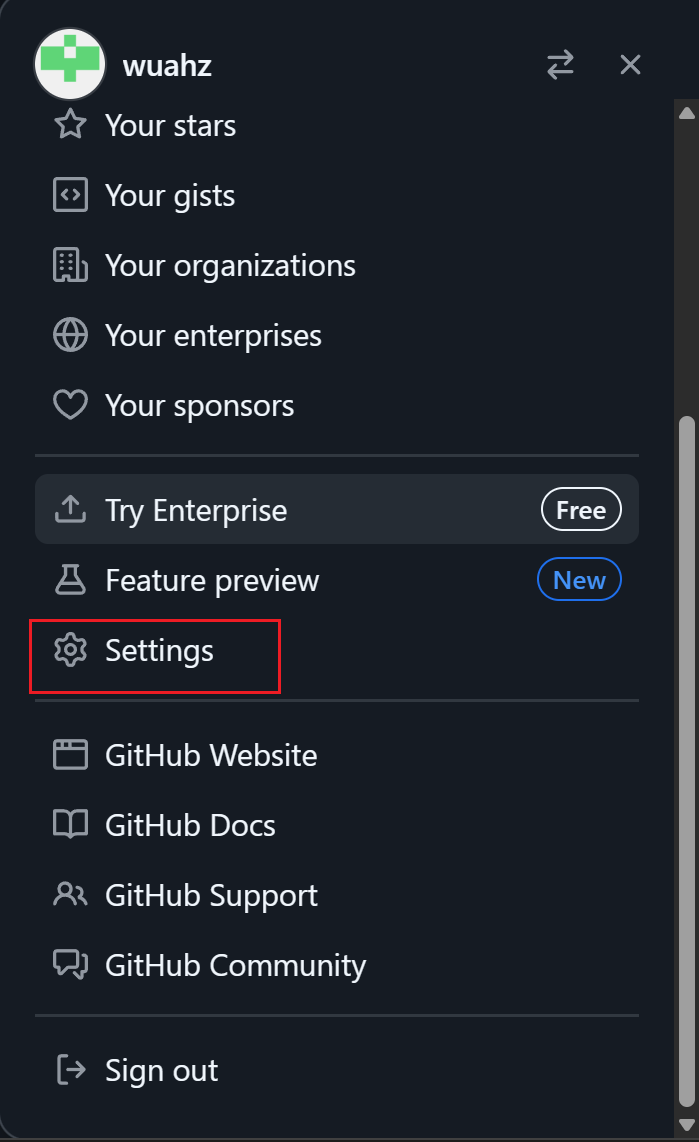 wuahz
Your stars
Your gists
Your organizations
Your enterprises
Your sponsors
Try Enterprise Free
Feature preview New
Settings
GitHub Website
GitHub Docs
GitHub Support
GitHub Community
Sign out